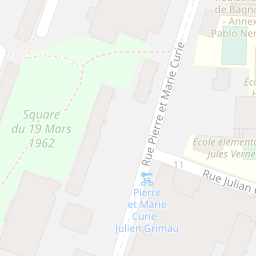 de Bagno
- Annex
Pablo Ner
Rue Pierre et Marie Curie
Square
du 19 Mars
1962
École élémenta
Jules Verne
11
Rue Julian G
Pierre
et Marie
Curie -
Julien Grimau